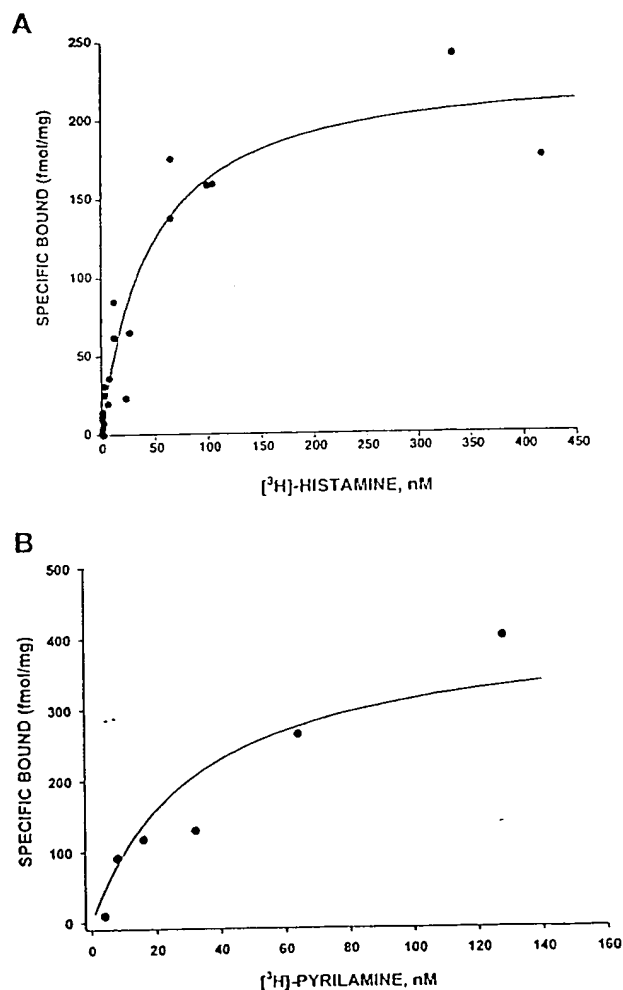 A
250
200
150
100
50
0
SPECIFIC BOUND (fmol/mg)
0 50 100 150 200 250 300 350 400 450
[³H]-HISTAMINE, nM
B
500
400
300
200
100
0
SPECIFIC BOUND (fmol/mg)
0 20 40 60 80 100 120 140 160
[³H]-PYRILAMINE, nM